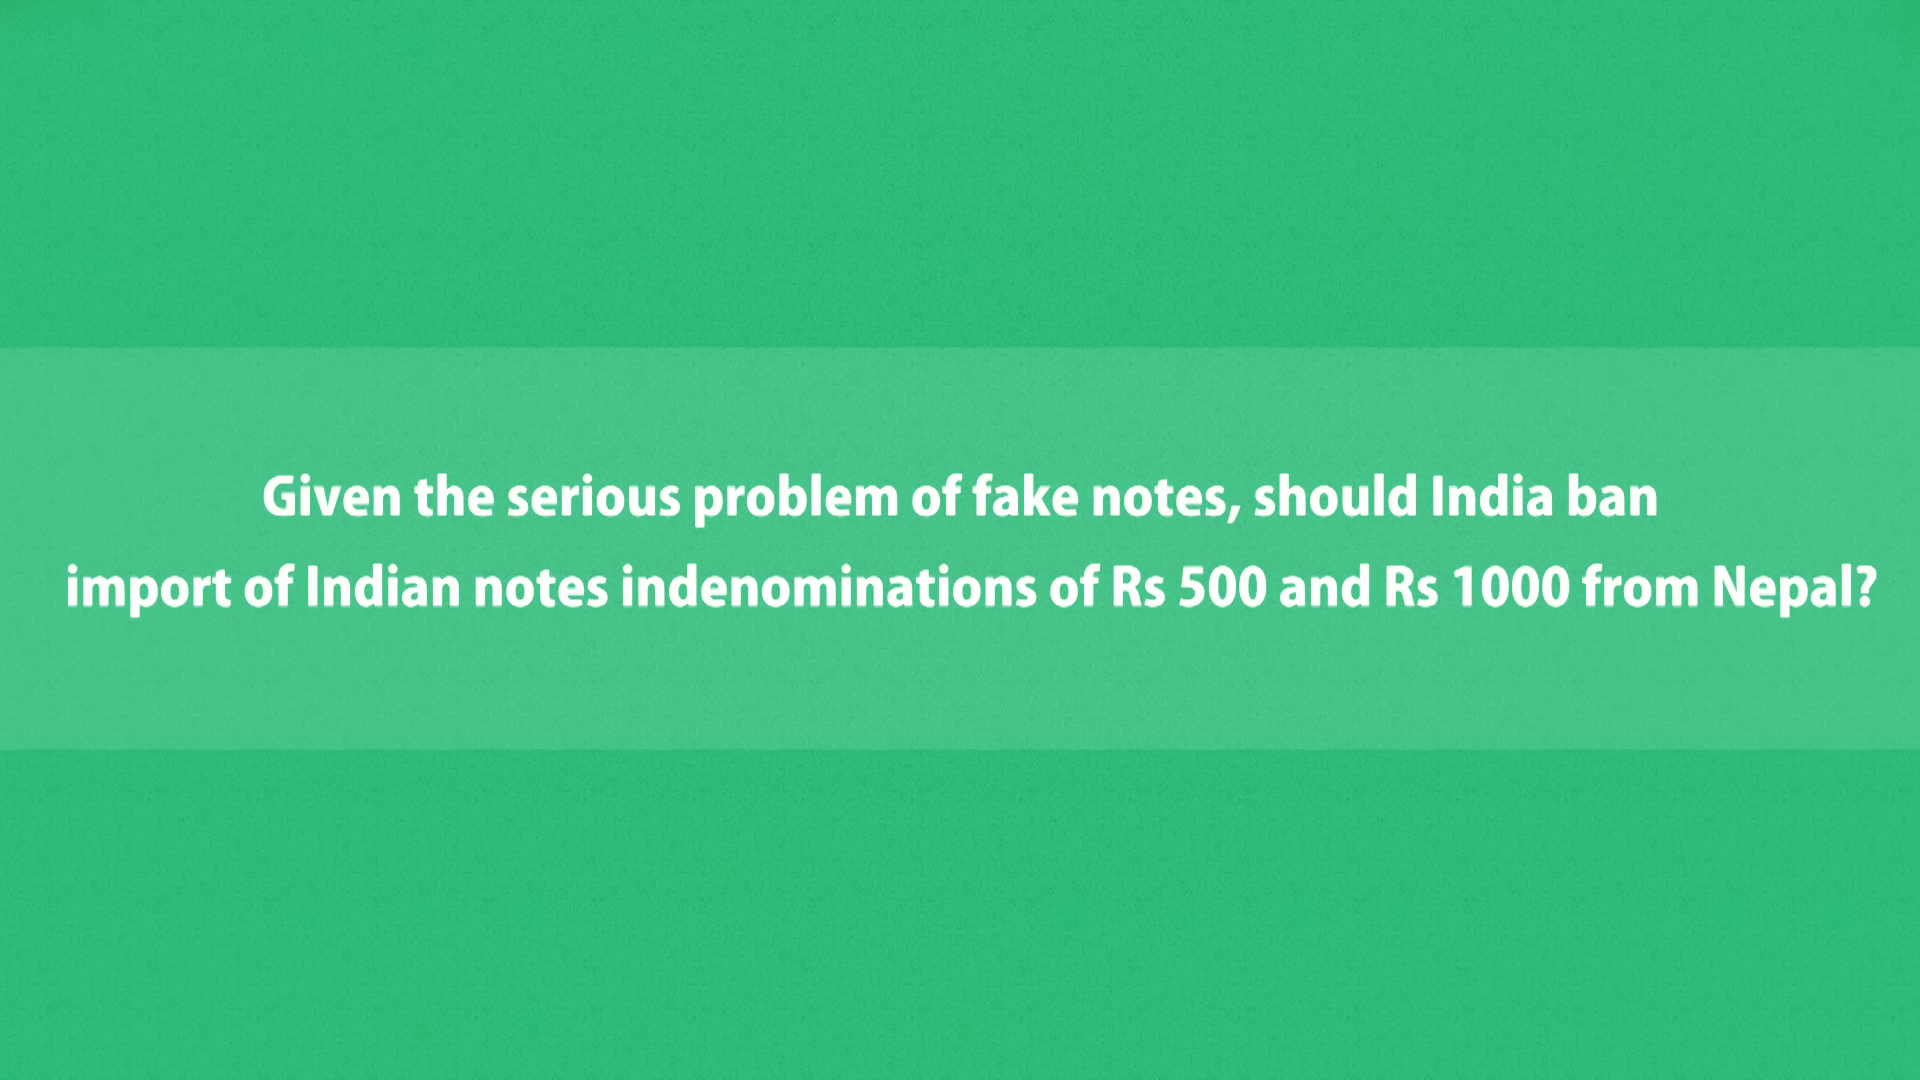 Given the serious problem of fake notes, should India ban
import of Indian notes indenominations of Rs 500 and Rs 1000 from Nepal?